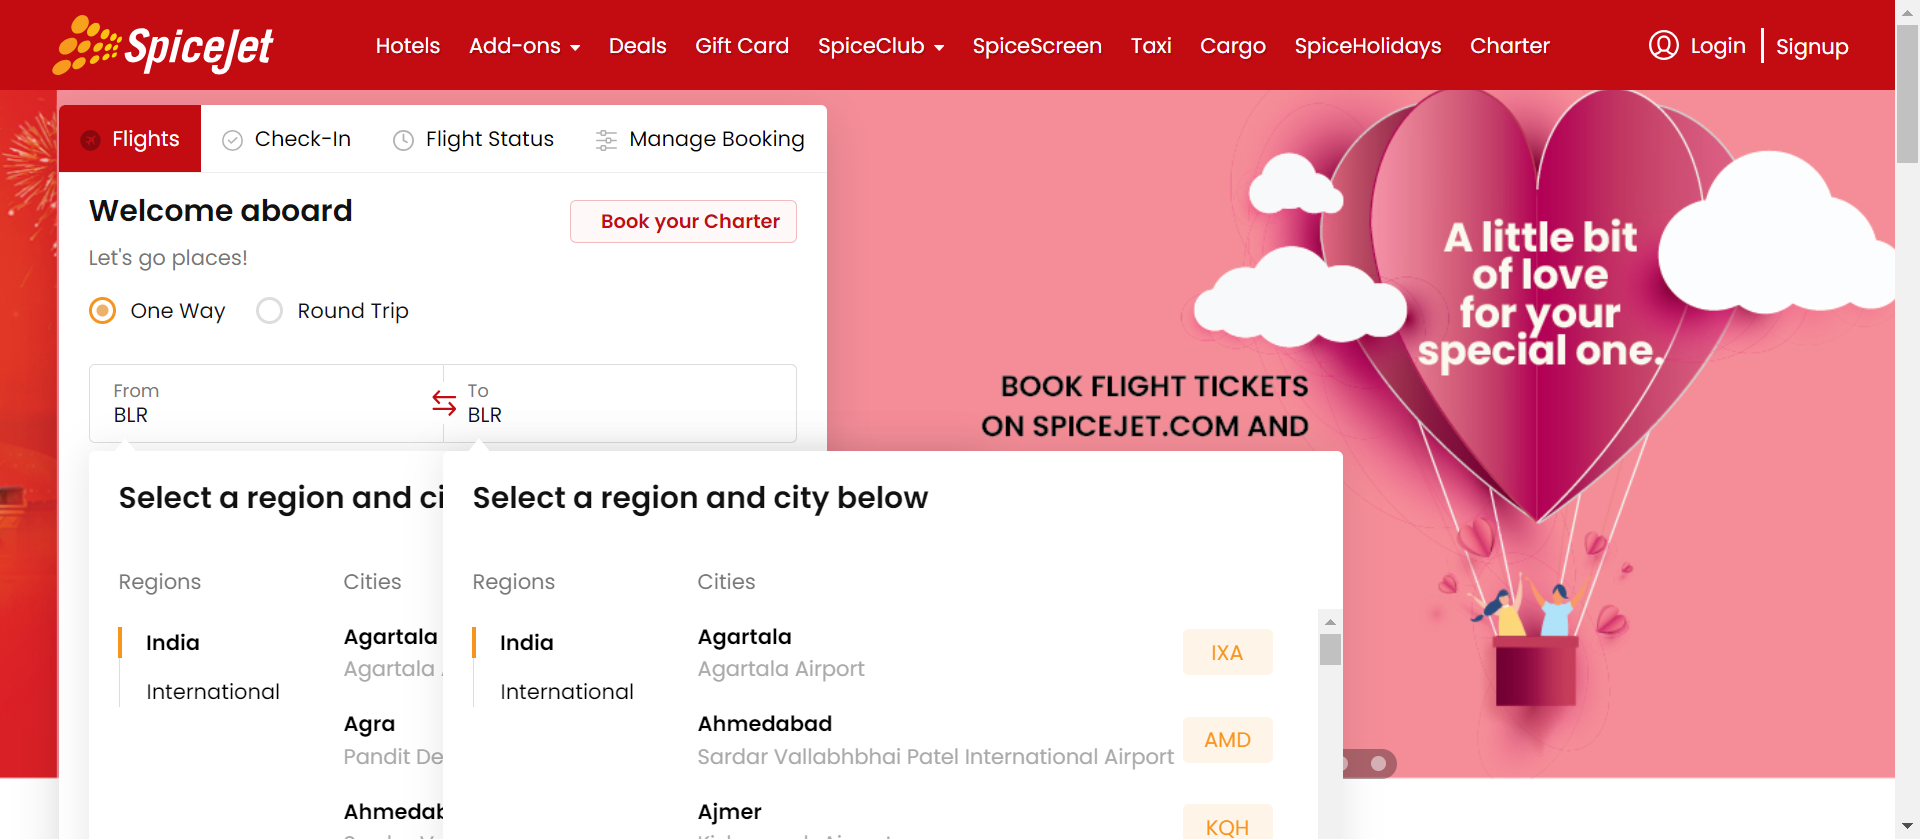 SpiceJet
Hotels Add-ons Deals Gift Card SpiceClub SpiceScreen Taxi Cargo SpiceHolidays Charter Login Signup
Flights Check-In Flight Status Manage Booking
Welcome aboard
Book your Charter
Let's go places!
One Way Round Trip
From
BLR
To
BLR
A little bit
of love
for your
special one.
BOOK FLIGHT TICKETS
ON SPICEJET.COM AND
Select a region and ci
Regions Cities
India
International
Agartala
Agartala
Agra
Pandit De
Ahmedab
Select a region and city below
Regions Cities
India
International
Agartala
Agartala Airport
IXA
Ahmedabad
Sardar Vallabhbhai Patel International Airport
AMD
Ajmer
KQH